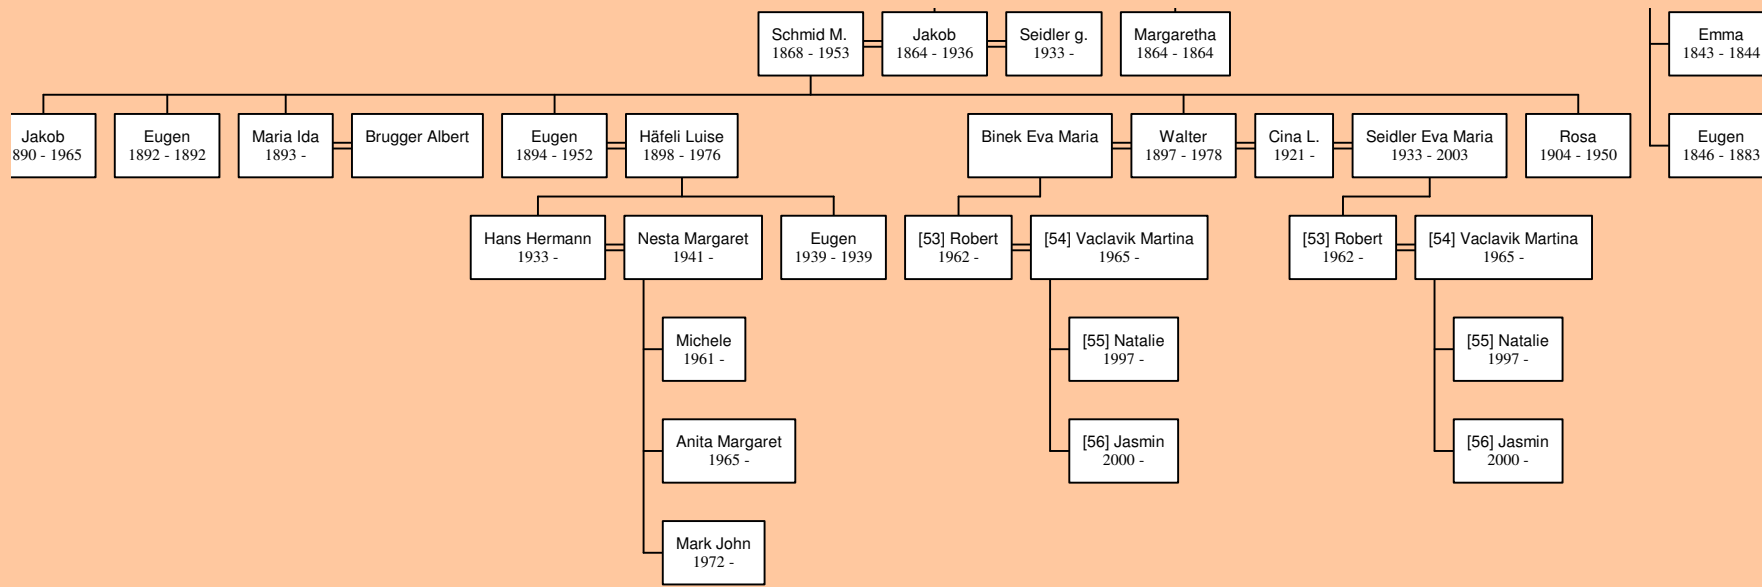 Schmid M.
1868 - 1953
Jakob
1864 - 1936
Seidler g.
1933 -
Margaretha
1864 - 1864
Emma
1843 - 1844
Jakob
890 - 1965
Eugen
1892 - 1892
Maria Ida
1893 -
Brugger Albert
Eugen
1894 - 1952
Häfeli Luise
1898 - 1976
Binek Eva Maria
Walter
1897 - 1978
Cina L.
1921 -
Seidler Eva Maria
1933 - 2003
Rosa
1904 - 1950
Eugen
1846 - 1883
Hans Hermann
1933 -
Nesta Margaret
1941 -
Eugen
1939 - 1939
[53] Robert
1962 -
[54] Vaclavik Martina
1965 -
[53] Robert
1962 -
[54] Vaclavik Martina
1965 -
Michele
1961 -
[55] Natalie
1997 -
[55] Natalie
1997 -
Anita Margaret
1965 -
[56] Jasmin
2000 -
[56] Jasmin
2000 -
Mark John
1972 -